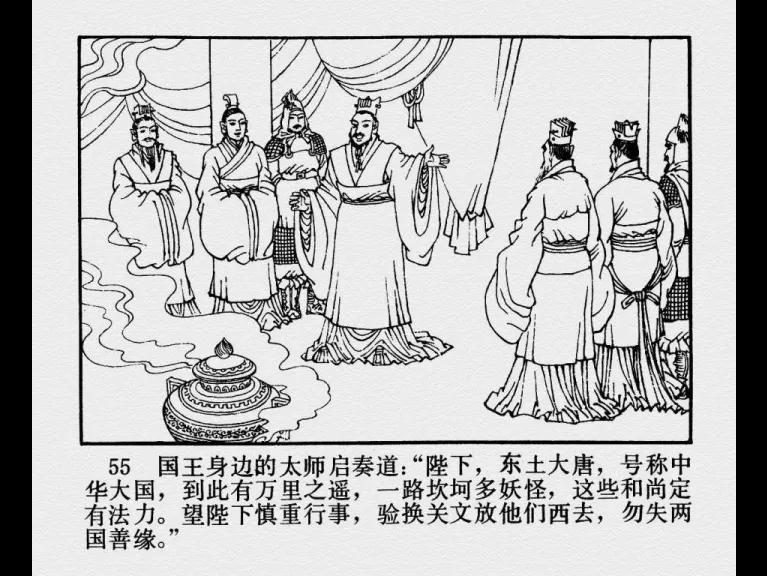 55 国王身边的太师启奏道：“陛下，东土大唐，号称中
华大国，到此有万里之遥，一路坎坷多妖怪，这些和尚定
有法力。望陛下慎重行事，验换关文放他们西去，勿失两
国善缘。”